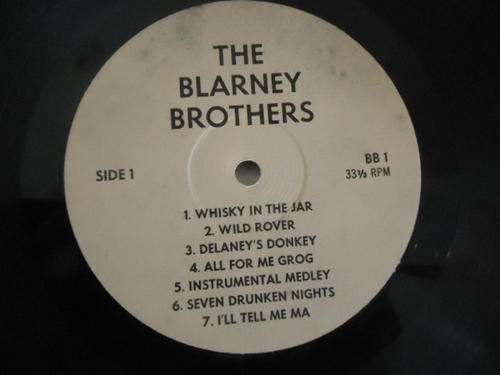 THE
BLARNEY
BROTHERS
SIDE 1
BB 1
33⅓ RPM
1. WHISKY IN THE JAR
2. WILD ROVER
3. DELANEY'S DONKEY
4. ALL FOR ME GROG
5. INSTRUMENTAL MEDLEY
6. SEVEN DRUNKEN NIGHTS
7. I'LL TELL ME MA